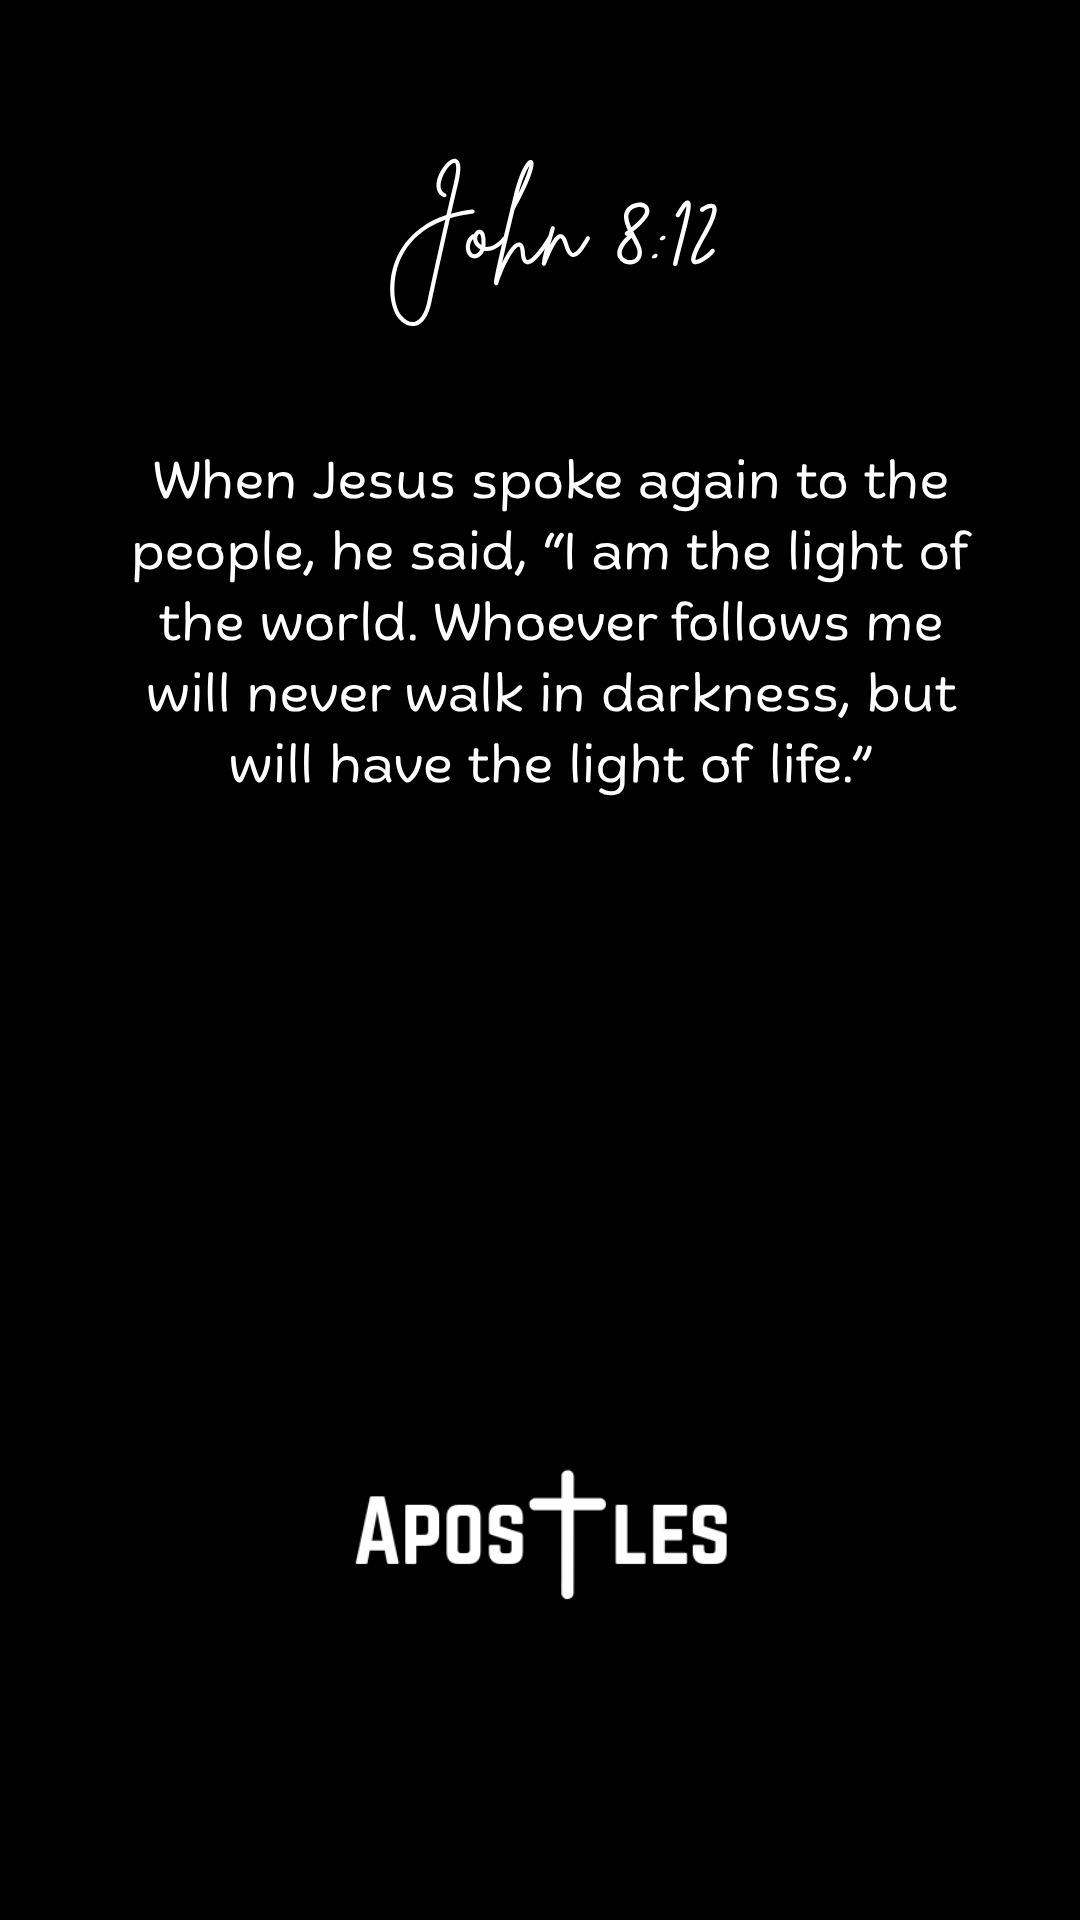 John 8:12
When Jesus spoke again to the
people, he said, “I am the light of
the world. Whoever follows me
will never walk in darkness, but
will have the light of life.”
APOSTLES